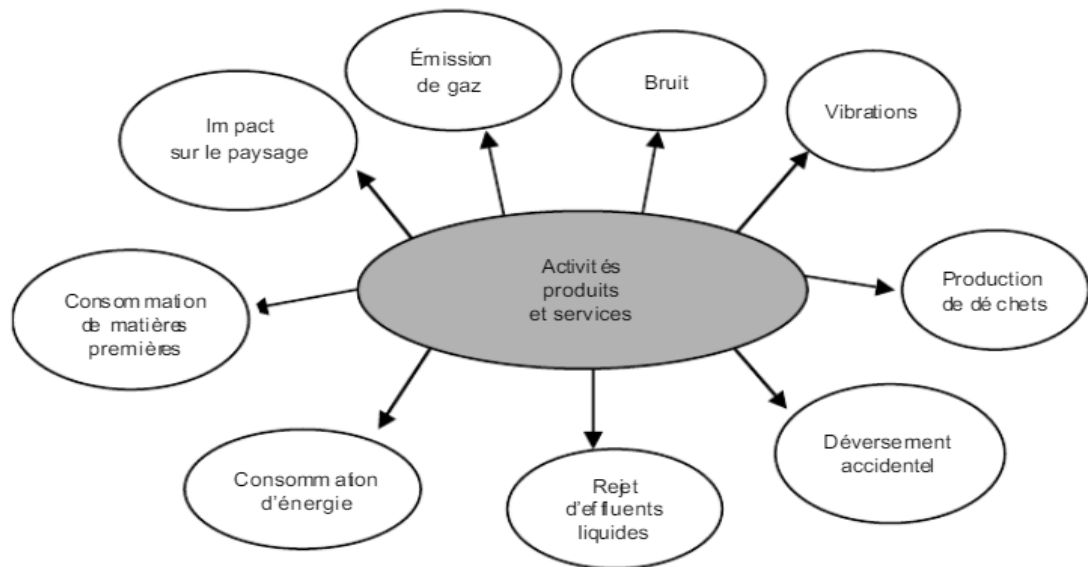 Émission
de gaz
Bruit
Vibrations
Impact
sur le paysage
Activités
produits
et services
Production
de déchets
Consommation
de matières
premières
Déversement
accidentel
Consommation
d'énergie
Rejet
d'effluents
liquides